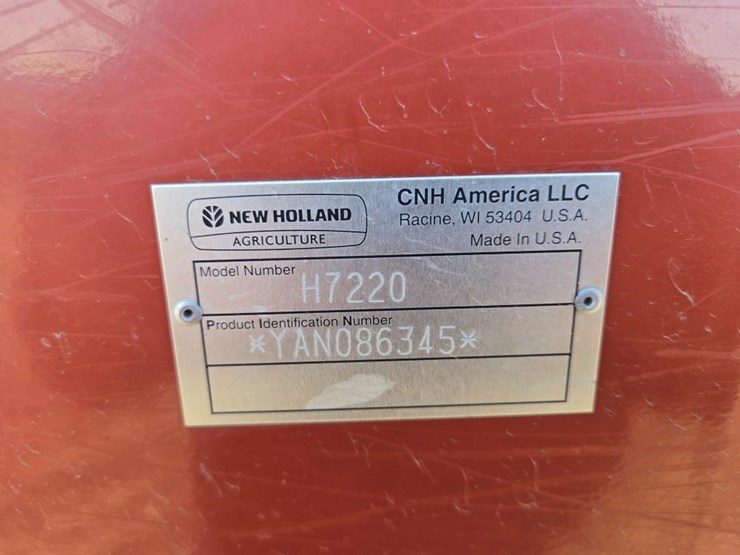 NEW HOLLAND
AGRICULTURE
CNH America LLC
Racine, WI 53404 U.S.A.
Made In U.S.A.
Model Number
H7220
Product Identification Number
*YAN086345*